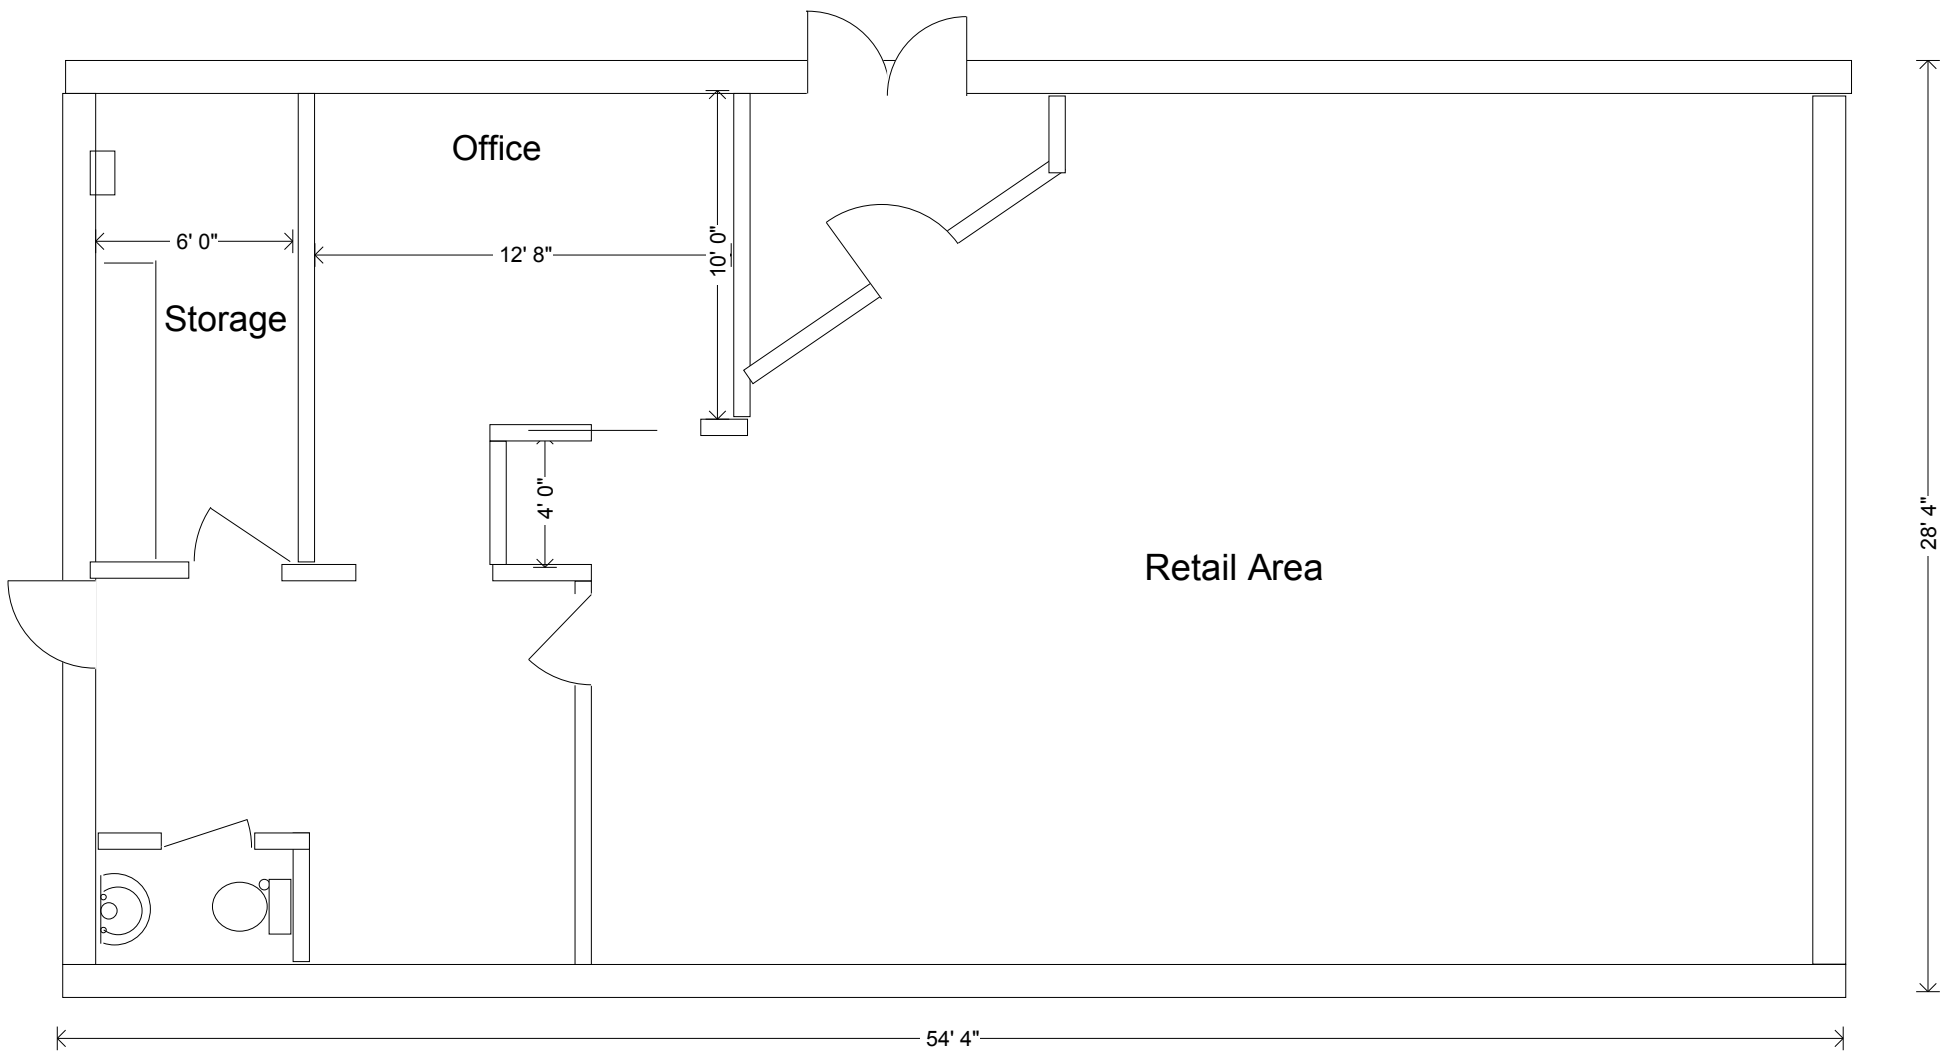 Office
6' 0"
12' 8"
10' 0"
Storage
4' 0"
Retail Area
28' 4"
54' 4"